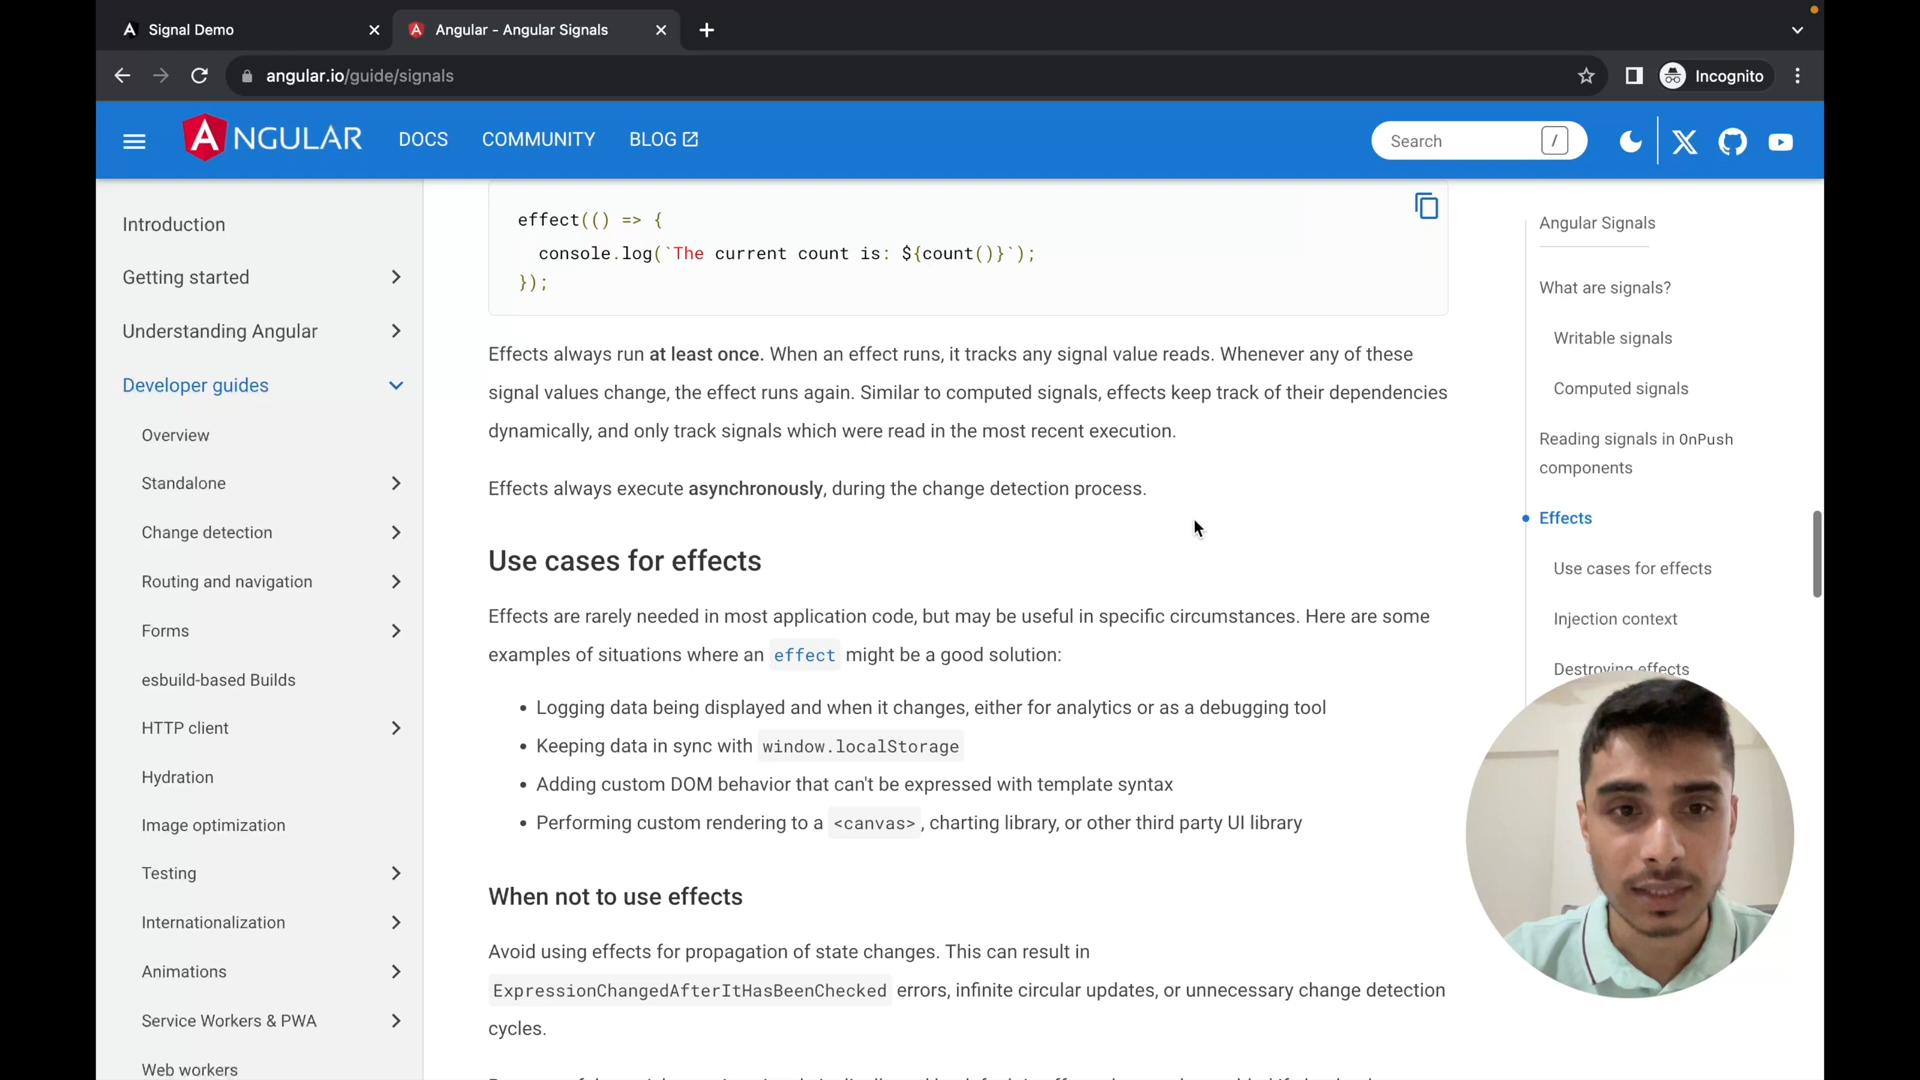 Signal Demo
Angular - Angular Signals
angular.io/guide/signals
Incognito
ANGULAR
DOCS
COMMUNITY
BLOG
Search /
Introduction
Getting started
Understanding Angular
Developer guides
Overview
Standalone
Change detection
Routing and navigation
Forms
esbuild-based Builds
HTTP client
Hydration
Image optimization
Testing
Internationalization
Animations
Service Workers & PWA
Web workers
effect(() => {
console.log(`The current count is: ${count()}`);
});
Effects always run at least once. When an effect runs, it tracks any signal value reads. Whenever any of these
signal values change, the effect runs again. Similar to computed signals, effects keep track of their dependencies
dynamically, and only track signals which were read in the most recent execution.
Effects always execute asynchronously, during the change detection process.
Use cases for effects
Effects are rarely needed in most application code, but may be useful in specific circumstances. Here are some
examples of situations where an effect might be a good solution:
• Logging data being displayed and when it changes, either for analytics or as a debugging tool
• Keeping data in sync with window.localStorage
• Adding custom DOM behavior that can't be expressed with template syntax
• Performing custom rendering to a <canvas>, charting library, or other third party UI library
When not to use effects
Avoid using effects for propagation of state changes. This can result in
ExpressionChangedAfterItHasBeenChecked errors, infinite circular updates, or unnecessary change detection
cycles.
Angular Signals
What are signals?
Writable signals
Computed signals
Reading signals in OnPush
components
Effects
Use cases for effects
Injection context
Destroying effects